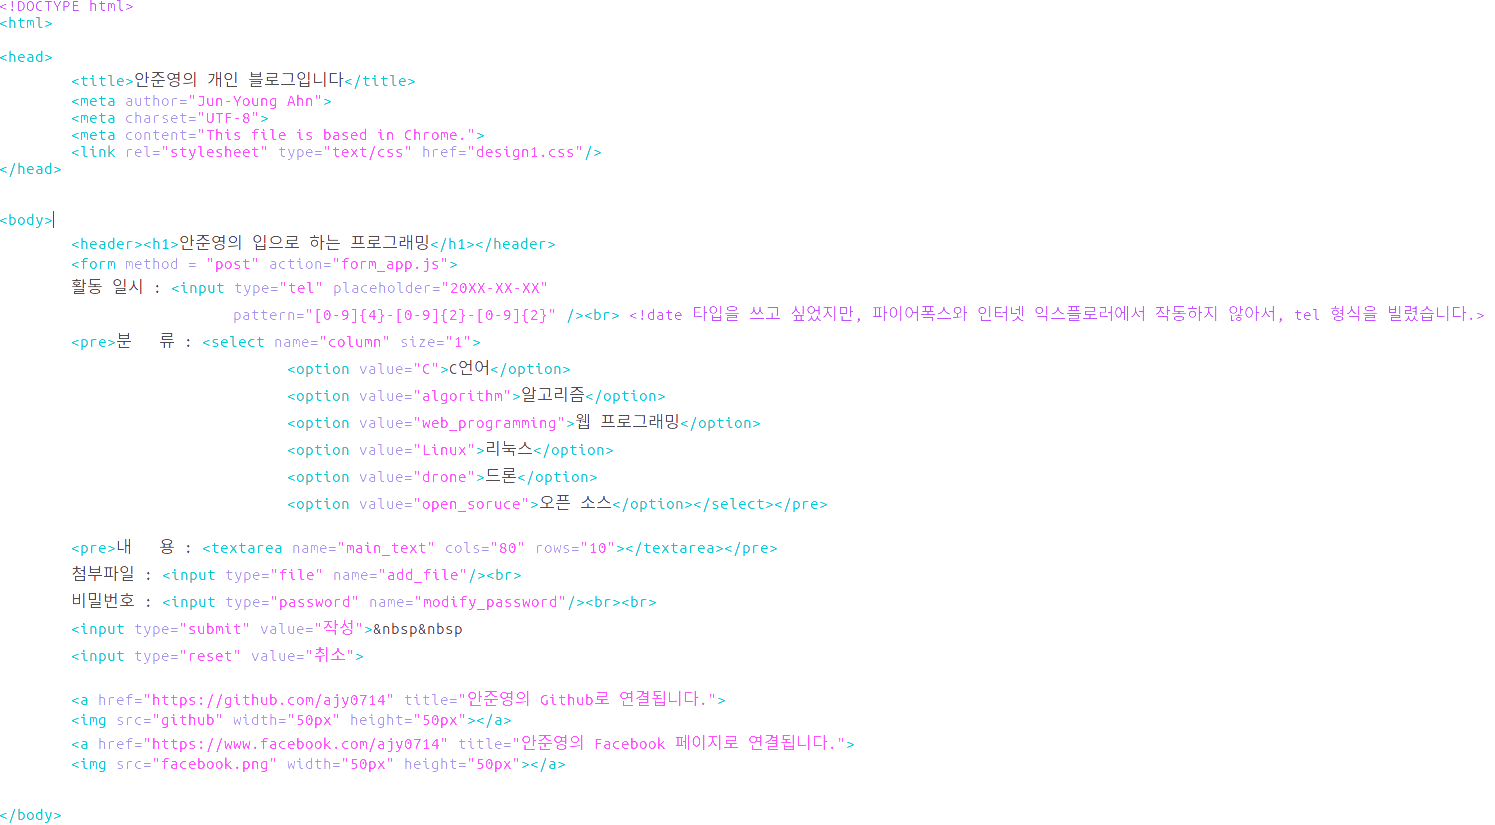 <!DOCTYPE html>
<html>
<head>
<title>안준영의 개인 블로그입니다</title>
<meta author="Jun-Young Ahn">
<meta charset="UTF-8">
<meta content="This file is based in Chrome.">
<link rel="stylesheet" type="text/css" href="design1.css"/>
</head>
<body>
<header><h1>안준영의 입으로 하는 프로그래밍</h1></header>
<form method = "post" action="form_app.js">
활동 일시 : <input type="tel" placeholder="20XX-XX-XX"
pattern="[0-9]{4}-[0-9]{2}-[0-9]{2}" /><br> <!date 타입을 쓰고 싶었지만, 파이어폭스와 인터넷 익스플로러에서 작동하지 않아서, tel 형식을 빌렸습니다.>
<pre>분   류 : <select name="column" size="1">
<option value="C">C언어</option>
<option value="algorithm">알고리즘</option>
<option value="web_programming">웹 프로그래밍</option>
<option value="Linux">리눅스</option>
<option value="drone">드론</option>
<option value="open_soruce">오픈 소스</option></select></pre>
<pre>내   용 : <textarea name="main_text" cols="80" rows="10"></textarea></pre>
첨부파일 : <input type="file" name="add_file"/><br>
비밀번호 : <input type="password" name="modify_password"/><br><br>
<input type="submit" value="작성">&nbsp&nbsp
<input type="reset" value="취소">
<a href="https://github.com/ajy0714" title="안준영의 Github로 연결됩니다.">
<img src="github" width="50px" height="50px"></a>
<a href="https://www.facebook.com/ajy0714" title="안준영의 Facebook 페이지로 연결됩니다.">
<img src="facebook.png" width="50px" height="50px"></a>
</body>